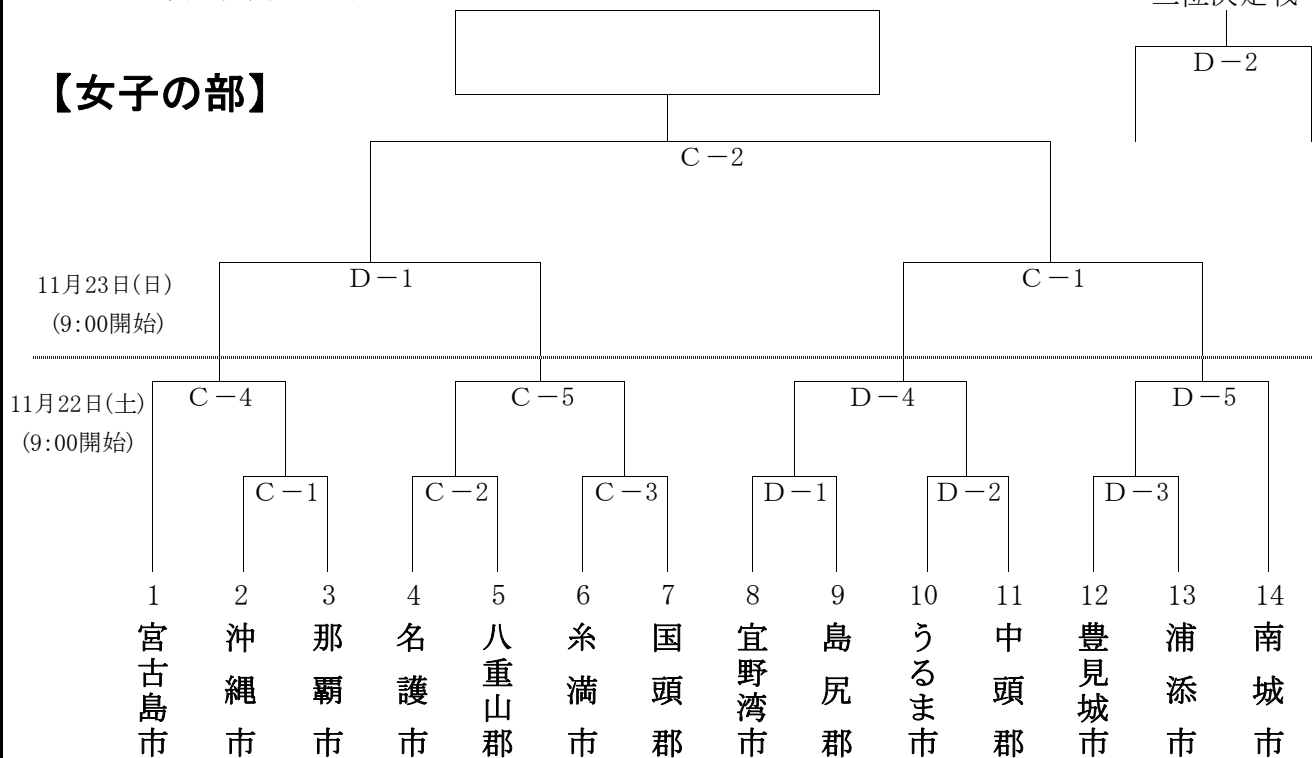 【女子の部】
D－2
C－2
11月23日(日)
(9:00開始)
D－1
C－1
11月22日(土)
(9:00開始)
C－4
C－5
D－4
D－5
C－1
C－2
C－3
D－1
D－2
D－3
1 2 3 4 5 6 7 8 9 10 11 12 13 14
宮古島市
沖縄市
那覇市
名護市
八重山郡
糸満市
国頭郡
宜野湾市
島尻郡
うるま市
中頭郡
豊見城市
浦添市
南城市